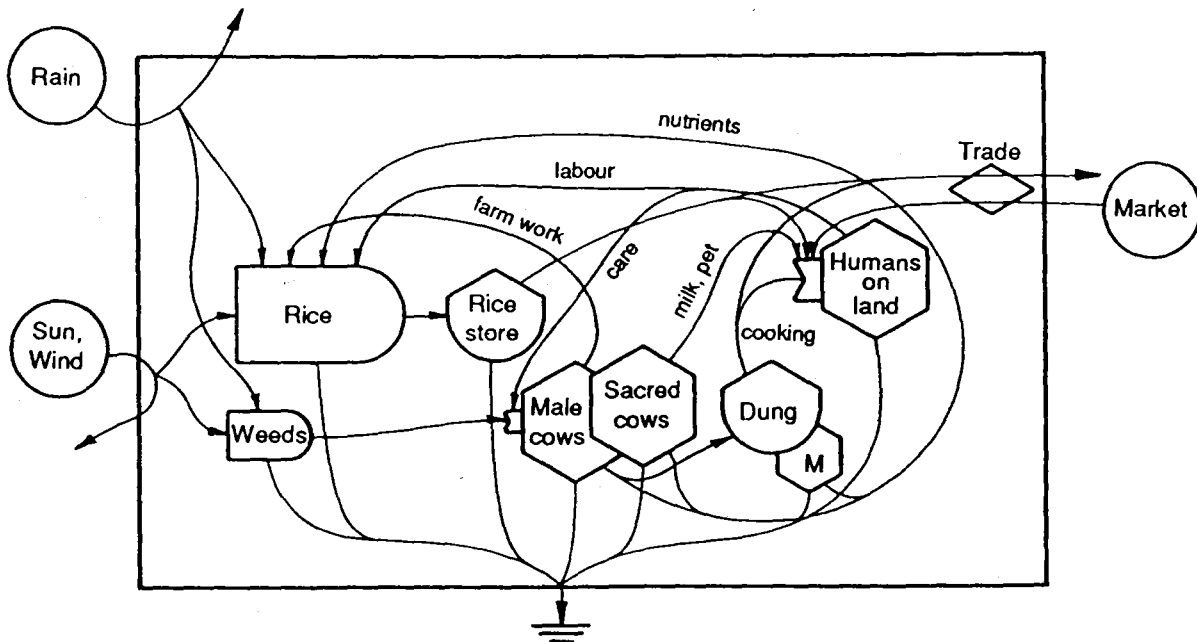 Rain
nutrients
Trade
labour
Market
farm work
care
milk, pet
Humans
on
land
Rice
Rice
store
Sun,
Wind
cooking
Weeds
Male
cows
Sacred
cows
Dung
M